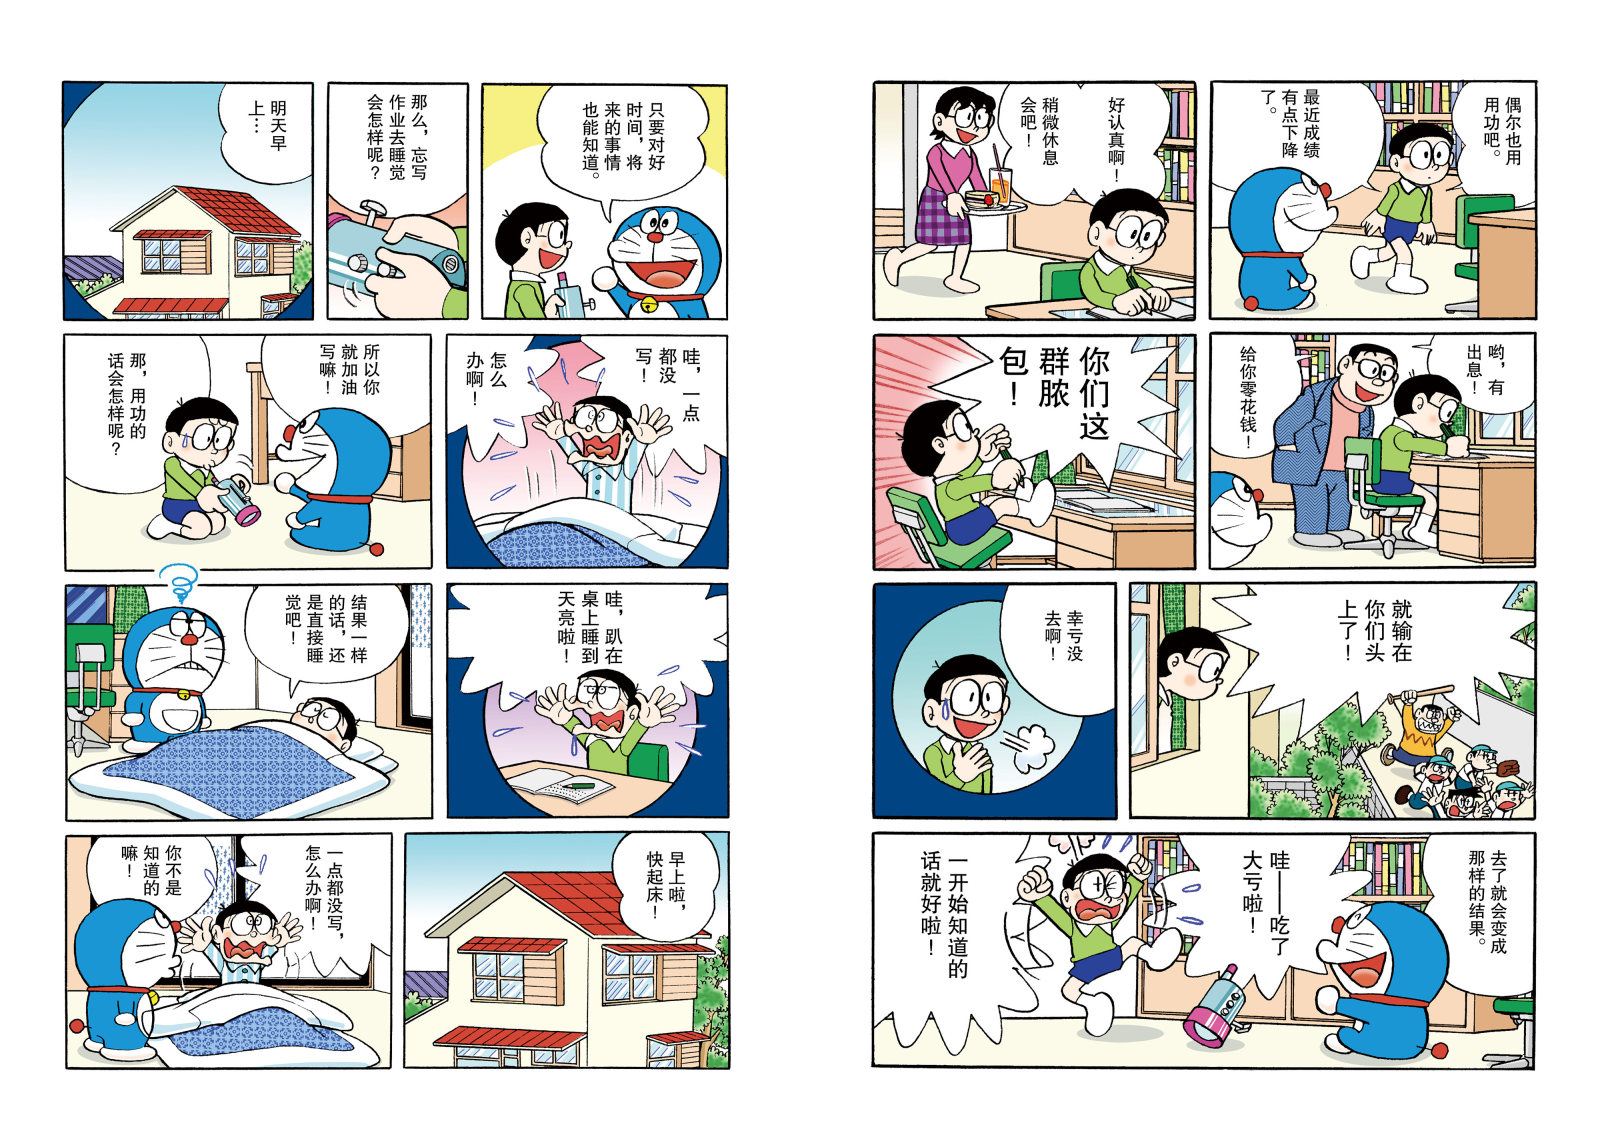 偶尔也用
用功吧。
最近成绩
有点下降
了。
好认真啊！
稍微休息
会吧！
哟，有
出息！
给你零花钱！
你们这
群脓
包！
就输在
你们头
上了！
幸亏没
去啊！
去了就会变成
那样的结果。
哇——吃了
大亏啦！
一开始知道的
话就好啦！
只要对好
时间，将
来的事情
也能知道。
那么，忘写
作业去睡觉
会怎样呢？
明天早
上…
哇，一点
都没
写！
怎么
办啊！
所以你
就加油
写嘛！
那，用功的
话会怎样呢？
哇，趴在
桌上睡到
天亮啦！
结果一样
的话，还
是直接睡
觉吧！
早上啦，
快起床！
一点都没写，
怎么办啊！
你不是
知道的
嘛！